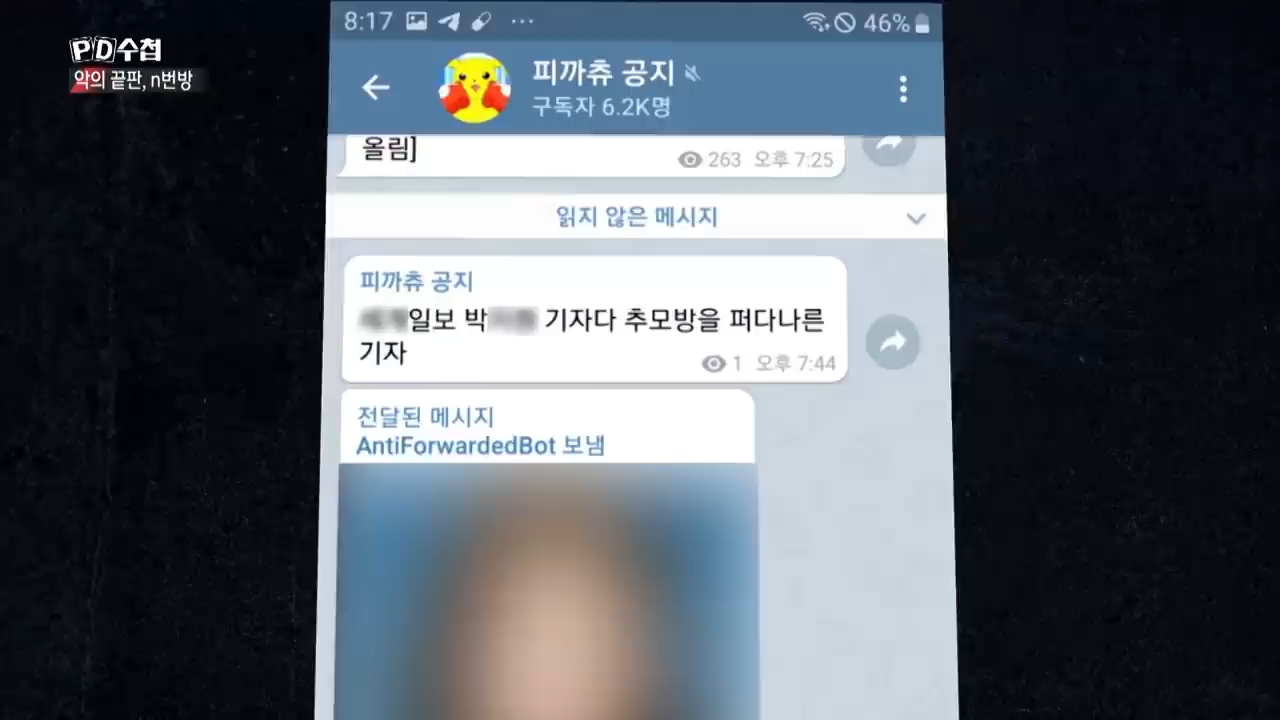 PD수첩
악의 끝판, n번방
8:17 ... 46%
피까츄 공지
구독자 6.2K명
올림]
263 오후 7:25
읽지 않은 메시지
피까츄 공지
일보 박 기자다 추모방을 퍼다나른
기자
1 오후 7:44
전달된 메시지
AntiForwardedBot 보냄